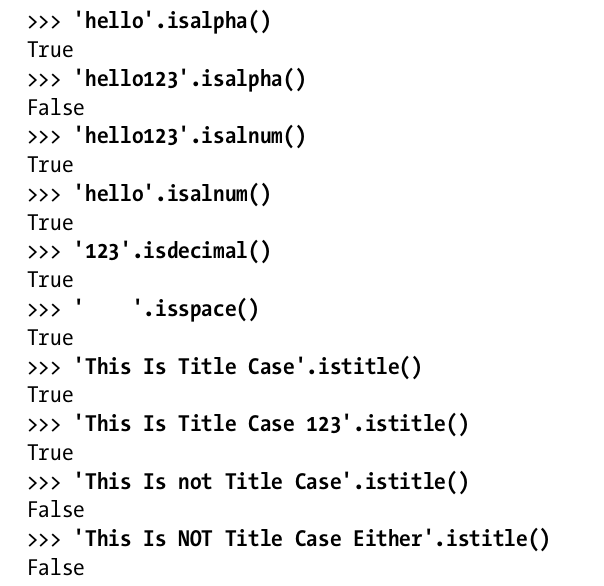 >>> 'hello'.isalpha()
True
>>> 'hello123'.isalpha()
False
>>> 'hello123'.isalnum()
True
>>> 'hello'.isalnum()
True
>>> '123'.isdecimal()
True
>>> '    '.isspace()
True
>>> 'This Is Title Case'.istitle()
True
>>> 'This Is Title Case 123'.istitle()
True
>>> 'This Is not Title Case'.istitle()
False
>>> 'This Is NOT Title Case Either'.istitle()
False